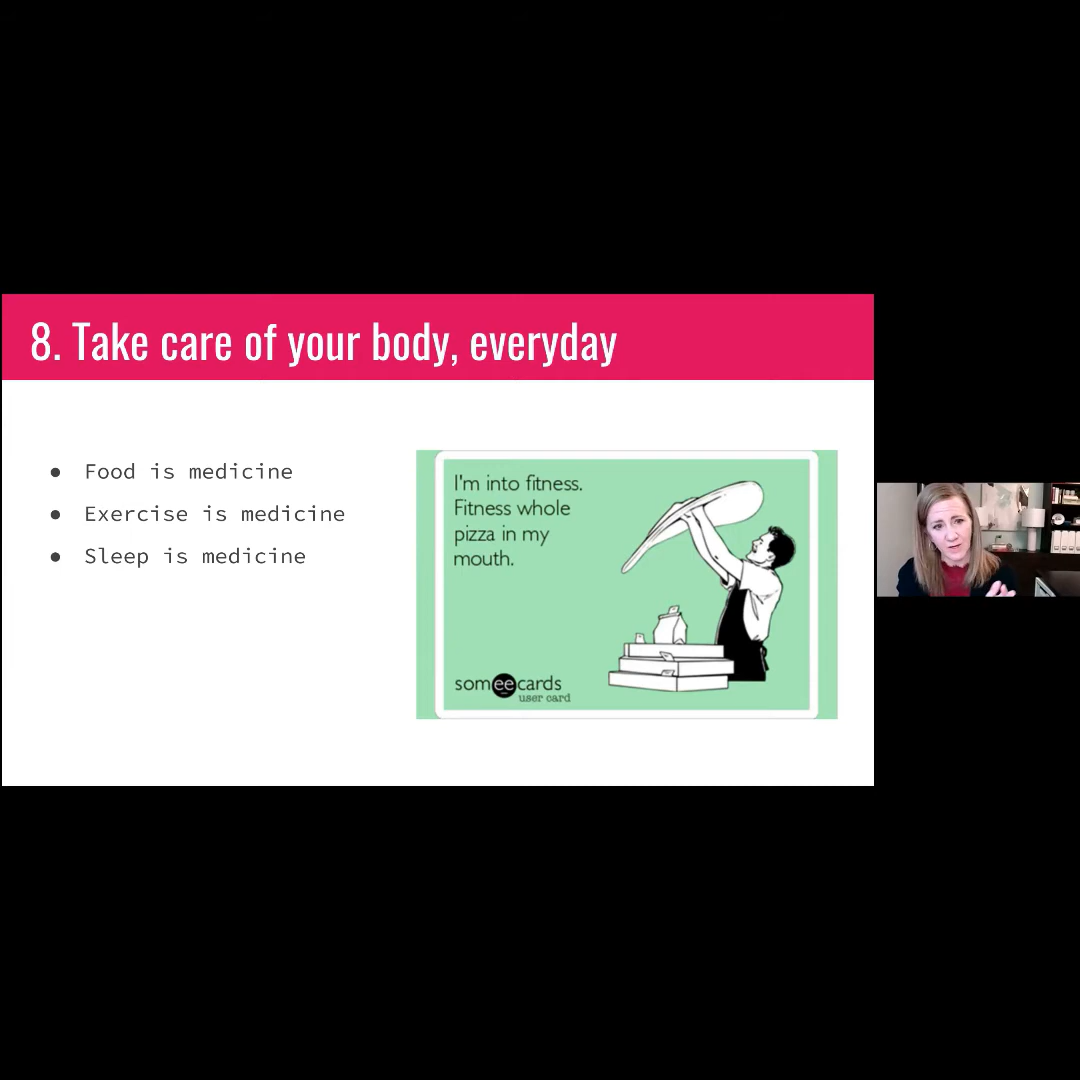 8. Take care of your body, everyday
● Food is medicine
● Exercise is medicine
● Sleep is medicine
I'm into fitness.
Fitness whole
pizza in my
mouth.
someecards
user card